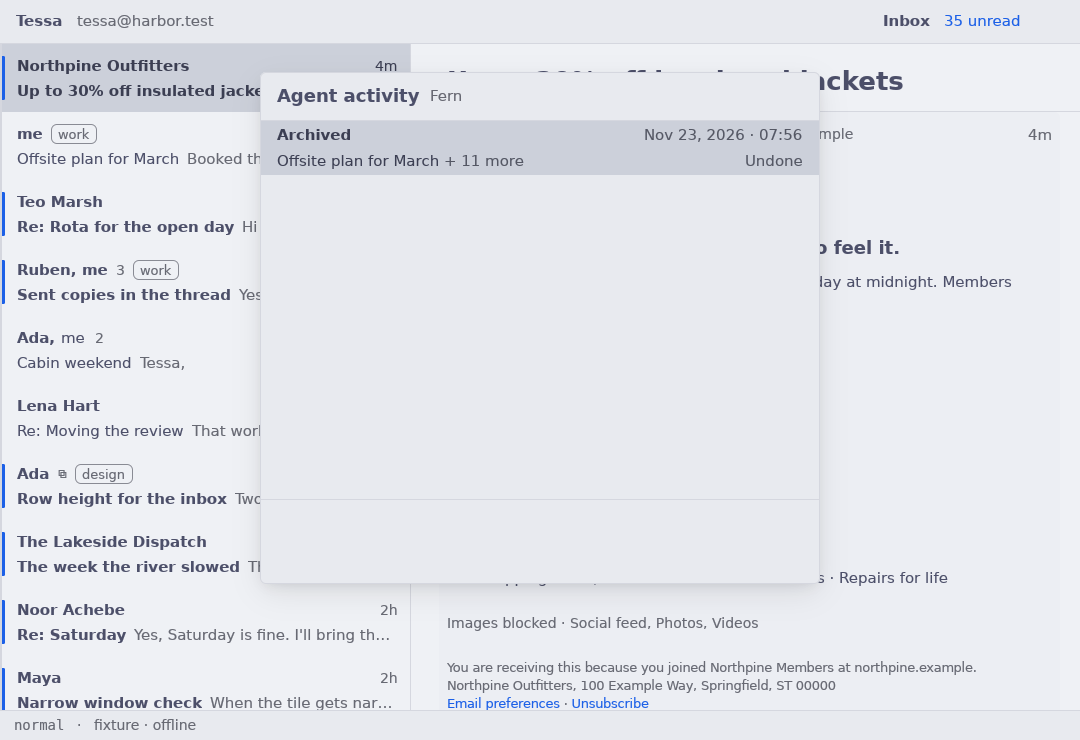 Tessa tessa@harbor.test Inbox 35 unread
Northpine Outfitters 4m
Up to 30% off insulated
me work
Offsite plan for March Booked
Teo Marsh
Re: Rota for the open day Hi
Ruben, me 3 work
Sent copies in the thread Yes
Ada, me 2
Cabin weekend Tessa,
Lena Hart
Re: Moving the review That
Ada design
Row height for the inbox Two
The Lakeside Dispatch
The week the river slowed
Noor Achebe 2h
Re: Saturday Yes, Saturday is fine. I'll bring th…
Maya 2h
Narrow window check When the tile gets nar…
Agent activity Fern
Archived Nov 23, 2026 · 07:56
Offsite plan for March + 11 more Undone
4m
feel it.
at midnight. Members
· Repairs for life
Images blocked · Social feed, Photos, Videos
You are receiving this because you joined Northpine Members at northpine.example.
Northpine Outfitters, 100 Example Way, Springfield, ST 00000
Email preferences · Unsubscribe
normal · fixture · offline